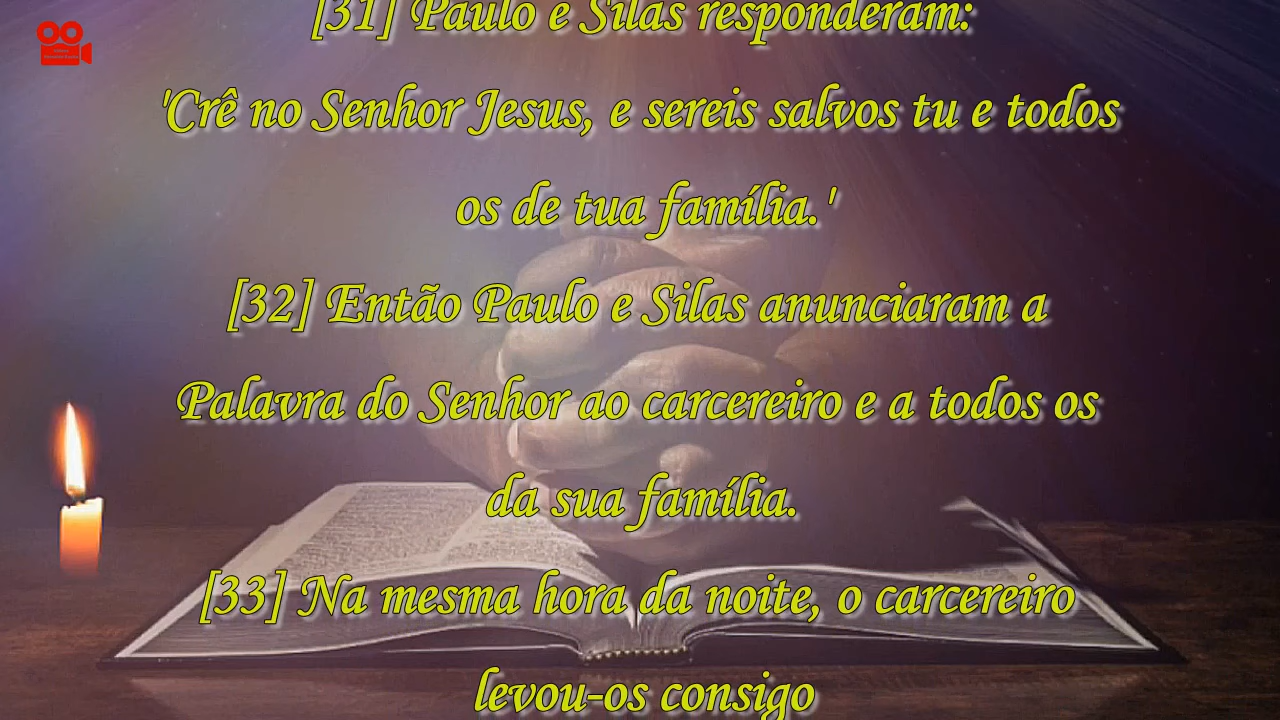 [31] Paulo e Silas responderam:
'Crê no Senhor Jesus, e sereis salvos tu e todos
os de tua família.'
[32] Então Paulo e Silas anunciaram a
Palavra do Senhor ao carcereiro e a todos os
da sua família.
[33] Na mesma hora da noite, o carcereiro
levou-os consigo